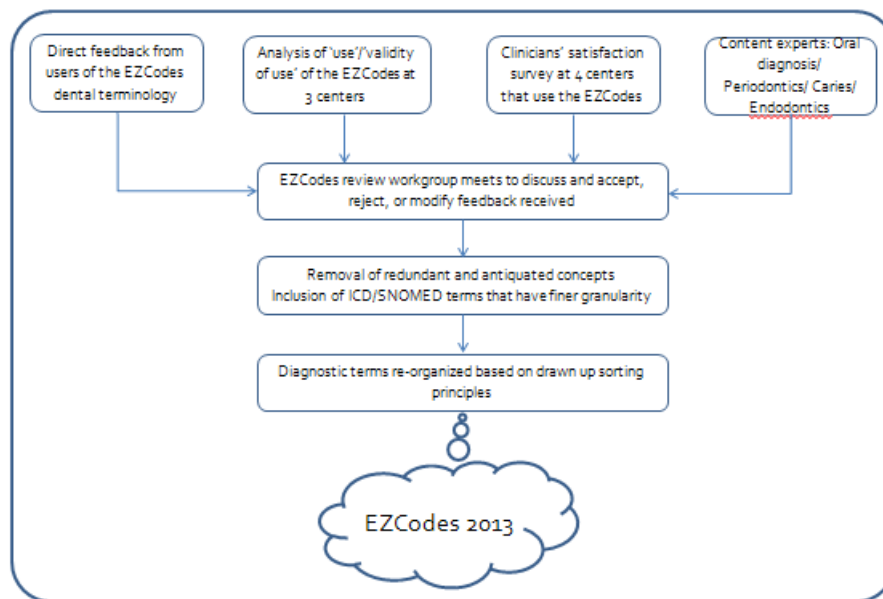 Direct feedback from
users of the EZCodes
dental terminology
Analysis of 'use'/'validity
of use' of the EZCodes at
3 centers
Clinicians' satisfaction
survey at 4 centers
that use the EZCodes
Content experts: Oral
diagnosis/
Periodontics/ Caries/
Endodontics
EZCodes review workgroup meets to discuss and accept,
reject, or modify feedback received
Removal of redundant and antiquated concepts
Inclusion of ICD/SNOMED terms that have finer granularity
Diagnostic terms re-organized based on drawn up sorting
principles
EZCodes 2013